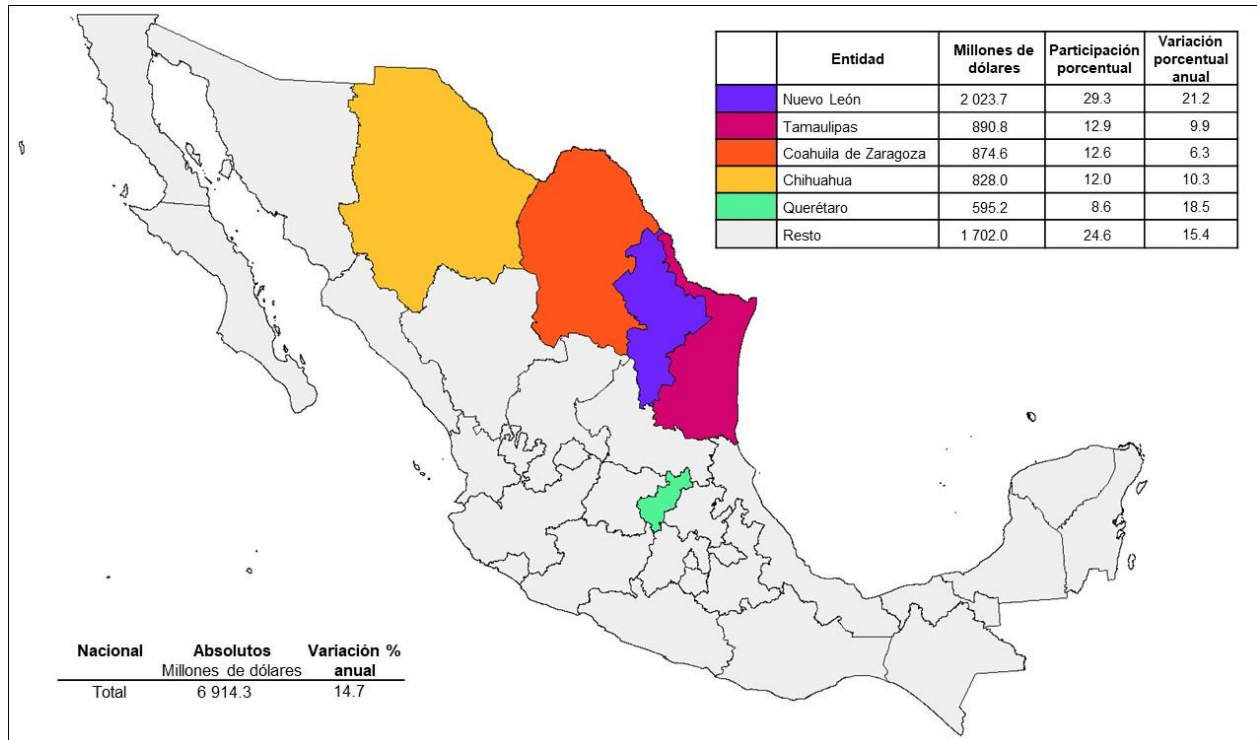 Entidad Millones de dólares Participación porcentual Variación porcentual anual
Nuevo León 2 023.7 29.3 21.2
Tamaulipas 890.8 12.9 9.9
Coahuila de Zaragoza 874.6 12.6 6.3
Chihuahua 828.0 12.0 10.3
Querétaro 595.2 8.6 18.5
Resto 1 702.0 24.6 15.4
Nacional Absolutos Variación %
Millones de dólares anual
Total 6 914.3 14.7